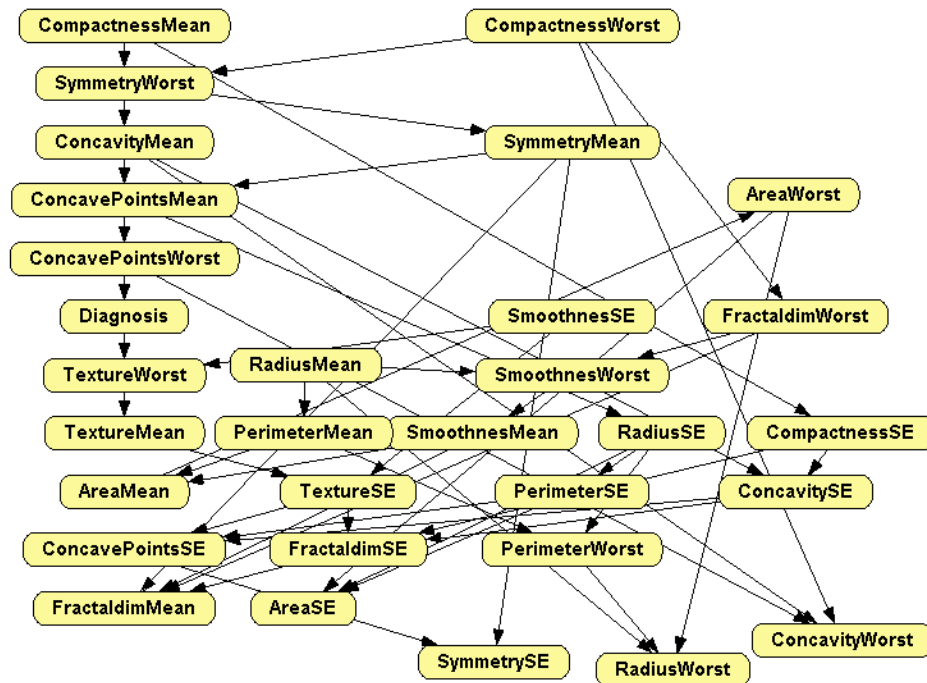 CompactnessMean
CompactnessWorst
SymmetryWorst
ConcavityMean
SymmetryMean
ConcavePointsMean
AreaWorst
ConcavePointsWorst
Diagnosis
SmoothnesSE
FractaldimWorst
RadiusMean
TextureWorst
SmoothnesWorst
TextureMean
PerimeterMean
SmoothnesMean
RadiusSE
CompactnessSE
AreaMean
TextureSE
PerimeterSE
ConcavitySE
ConcavePointsSE
FractaldimSE
PerimeterWorst
FractaldimMean
AreaSE
ConcavityWorst
SymmetrySE
RadiusWorst